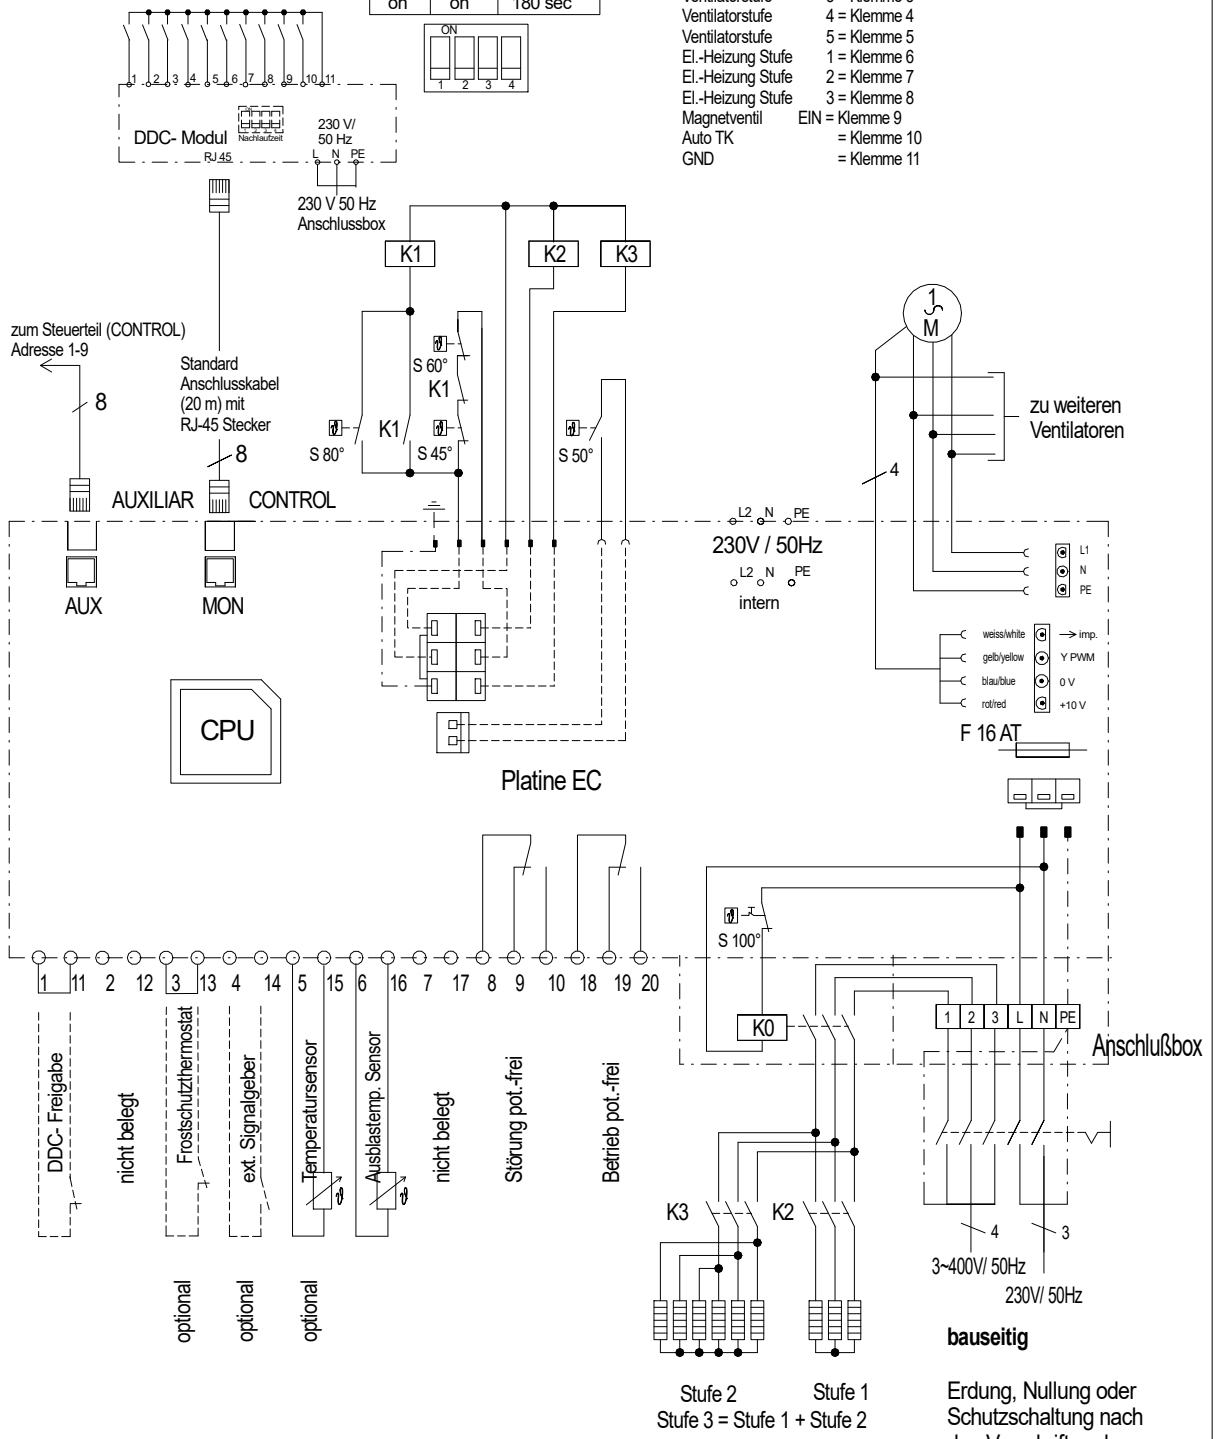 on on 180 sec
ON
1 2 3 4
Ventilatorstufe 4 = Klemme 4
Ventilatorstufe 5 = Klemme 5
El.-Heizung Stufe 1 = Klemme 6
El.-Heizung Stufe 2 = Klemme 7
El.-Heizung Stufe 3 = Klemme 8
Magnetventil EIN = Klemme 9
Auto TK = Klemme 10
GND = Klemme 11
1 2 3 4 5 6 7 8 9 10 11
DDC- Modul
Nachlaufzeit
230 V/
50 Hz
RJ 45
L N PE
230 V 50 Hz
Anschlussbox
K1
K2
K3
zum Steuerteil (CONTROL)
Adresse 1-9
8
Standard
Anschlusskabel
(20 m) mit
RJ-45 Stecker
8
S 60°
K1
S 80°
K1
S 45°
S 50°
1
M
zu weiteren
Ventilatoren
4
AUXILIAR
CONTROL
AUX
MON
L2 N PE
230V / 50Hz
L2 N PE
intern
L1
N
PE
weiss/white imp.
gelb/yellow Y PWM
blau/blue 0 V
rot/red +10 V
F 16 AT
CPU
Platine EC
S 100°
1 11 2 12 3 13 4 14 5 15 6 16 7 17 8 9 10 18 19 20
K0
1 2 3 L N PE
Anschlußbox
DDC- Freigabe
nicht belegt
Frostschutzthermostat
ext. Signalgeber
Temperatursensor
Ausblastemp. Sensor
nicht belegt
Störung pot.-frei
Betrieb pot.-frei
optional
optional
optional
K3
K2
4
3
3~400V/ 50Hz
230V/ 50Hz
bauseitig
Stufe 2
Stufe 1
Stufe 3 = Stufe 1 + Stufe 2
Erdung, Nullung oder
Schutzschaltung nach